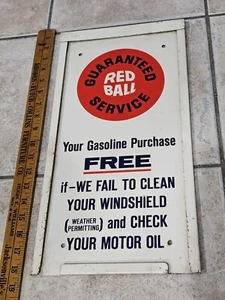 GUARANTEED
RED
BALL
SERVICE
Your Gasoline Purchase
FREE
if-WE FAIL TO CLEAN
YOUR WINDSHIELD
(WEATHER PERMITTING) and CHECK
YOUR MOTOR OIL
Jacksonville's